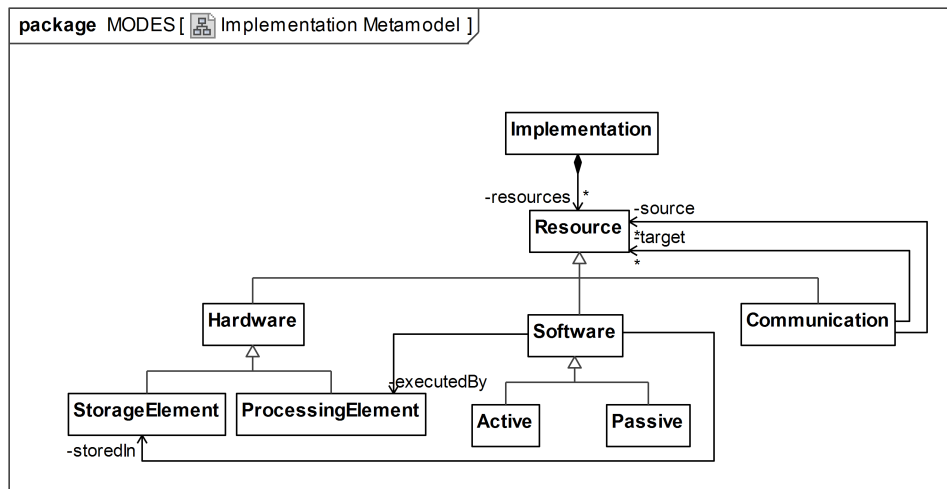 package MODES [ Implementation Metamodel ]
Implementation
-resources *
Resource
-source
*
-target
*
Hardware
Software
Communication
-executedBy
StorageElement
ProcessingElement
Active
Passive
-storedIn